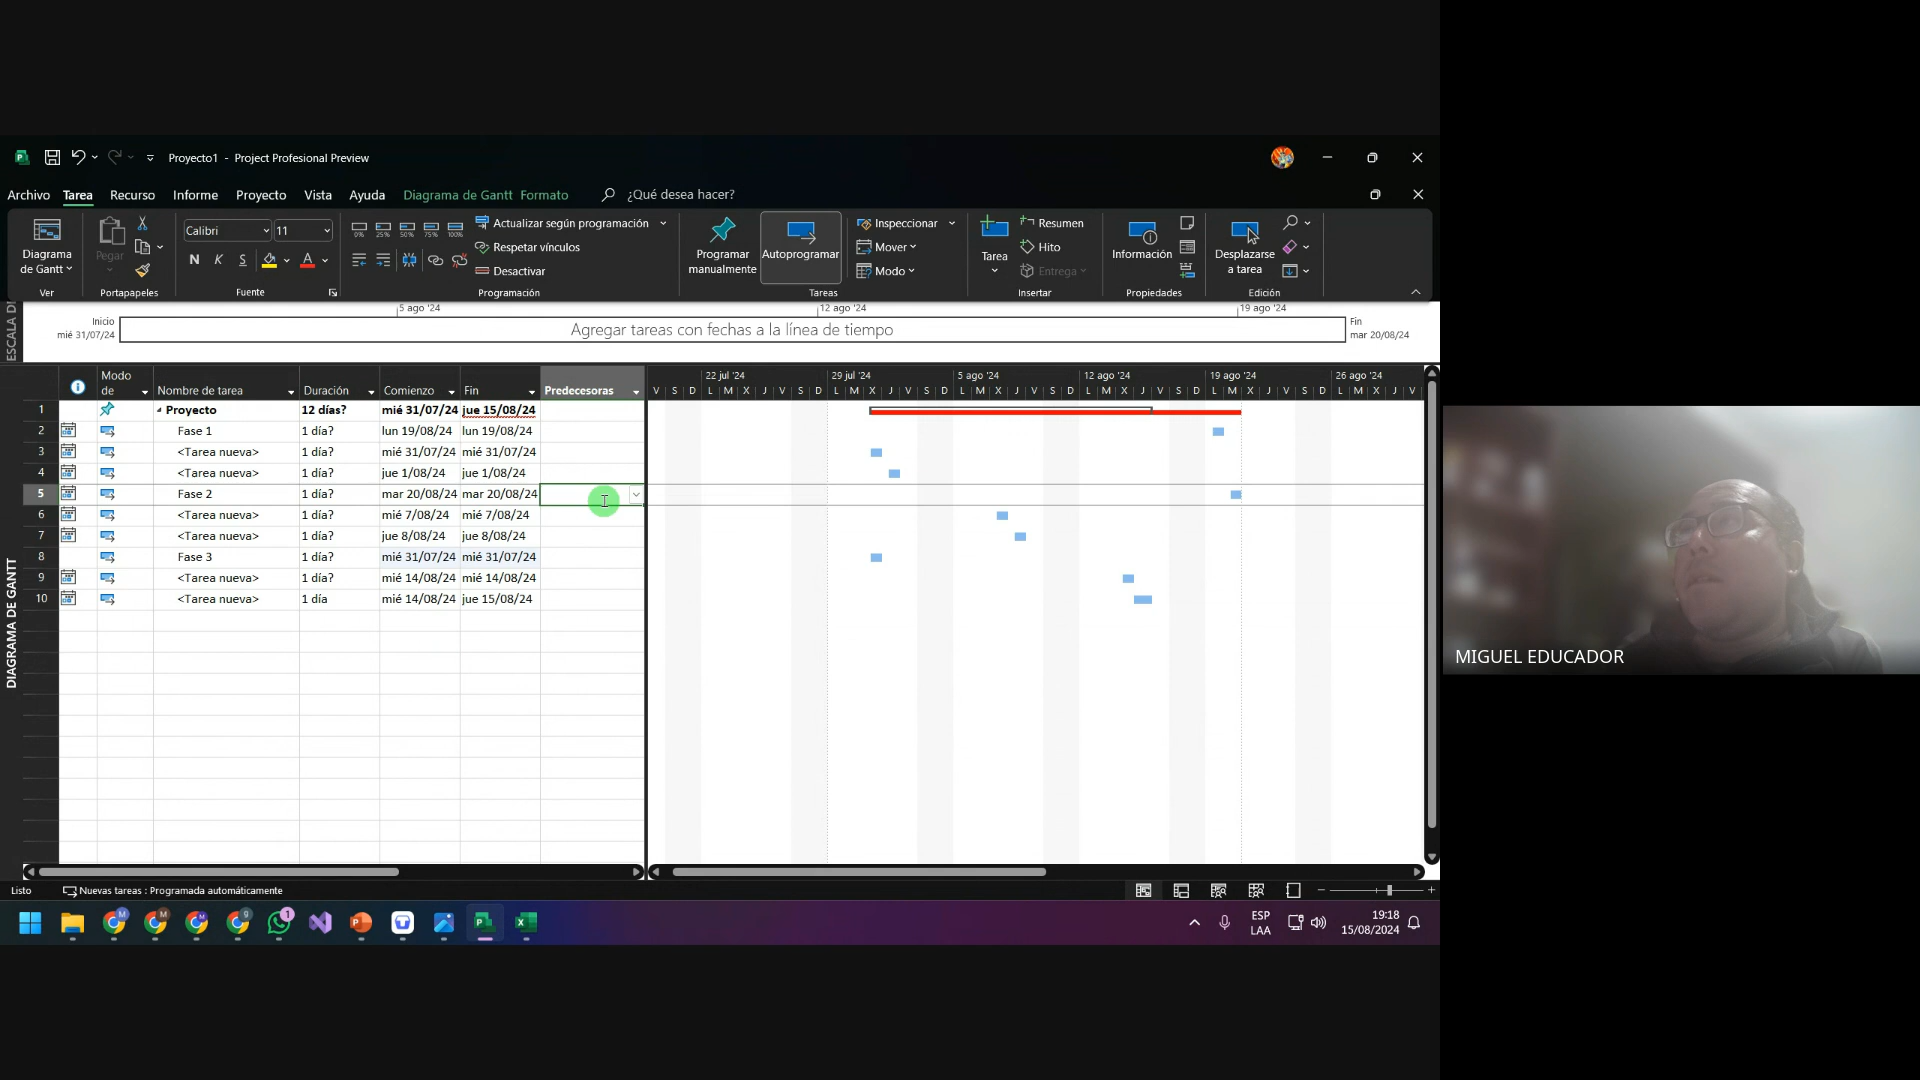 Proyecto1 - Project Profesional Preview
Archivo Tarea Recurso Informe Proyecto Vista Ayuda Diagrama de Gantt Formato ¿Qué desea hacer?
Diagrama de Gantt
Ver
Pegar
Portapapeles
Calibri 11
N K S A
Fuente
0% 25% 50% 75% 100%
Actualizar según programación
Respetar vínculos
Desactivar
Programación
Programar manualmente
Autoprogramar
Inspeccionar
Mover
Modo
Tareas
Tarea
Resumen
Hito
Entrega
Insertar
Información
Propiedades
Desplazarse a tarea
Edición
ESCALA DE
5 ago '24 12 ago '24 19 ago '24
Inicio
mié 31/07/24
Agregar tareas con fechas a la línea de tiempo
Fin
mar 20/08/24
Modo de Nombre de tarea Duración Comienzo Fin Predecesoras
22 jul '24 29 jul '24 5 ago '24 12 ago '24 19 ago '24 26 ago '24
V S D L M X J V S D L M X J V S D L M X J V S D L M X J V S D L M X J V S D L M X J V
1 Proyecto 12 días? mié 31/07/24 jue 15/08/24
2 Fase 1 1 día? lun 19/08/24 lun 19/08/24
3 <Tarea nueva> 1 día? mié 31/07/24 mié 31/07/24
4 <Tarea nueva> 1 día? jue 1/08/24 jue 1/08/24
5 Fase 2 1 día? mar 20/08/24 mar 20/08/24
6 <Tarea nueva> 1 día? mié 7/08/24 mié 7/08/24
7 <Tarea nueva> 1 día? jue 8/08/24 jue 8/08/24
8 Fase 3 1 día? mié 31/07/24 mié 31/07/24
9 <Tarea nueva> 1 día? mié 14/08/24 mié 14/08/24
10 <Tarea nueva> 1 día mié 14/08/24 jue 15/08/24
DIAGRAMA DE GANTT
Listo Nuevas tareas : Programada automáticamente
ESP
LAA
19:18
15/08/2024
MIGUEL EDUCADOR